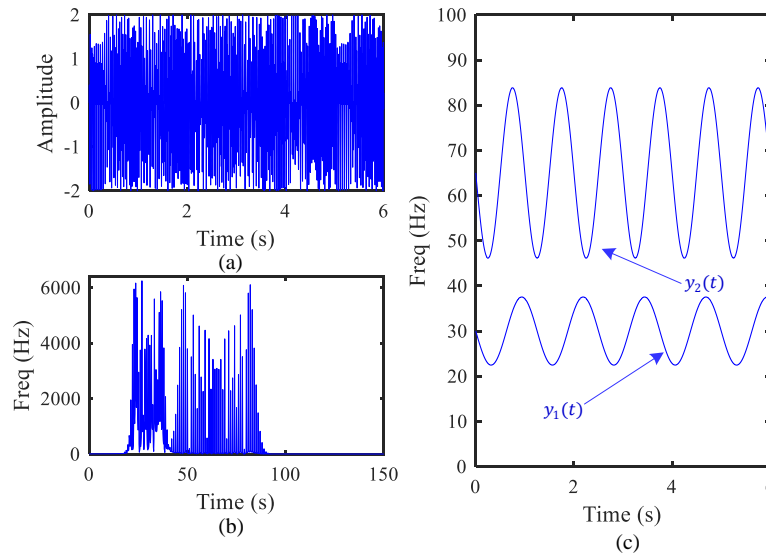 2
1
0
-1
-2
Amplitude
0 2 4 6
Time (s)
(a)
6000
4000
2000
0
Freq (Hz)
0 50 100 150
Time (s)
(b)
100
90
80
70
60
50
40
30
20
10
0
Freq (Hz)
y₂(t)
y₁(t)
0 2 4
Time (s)
(c)